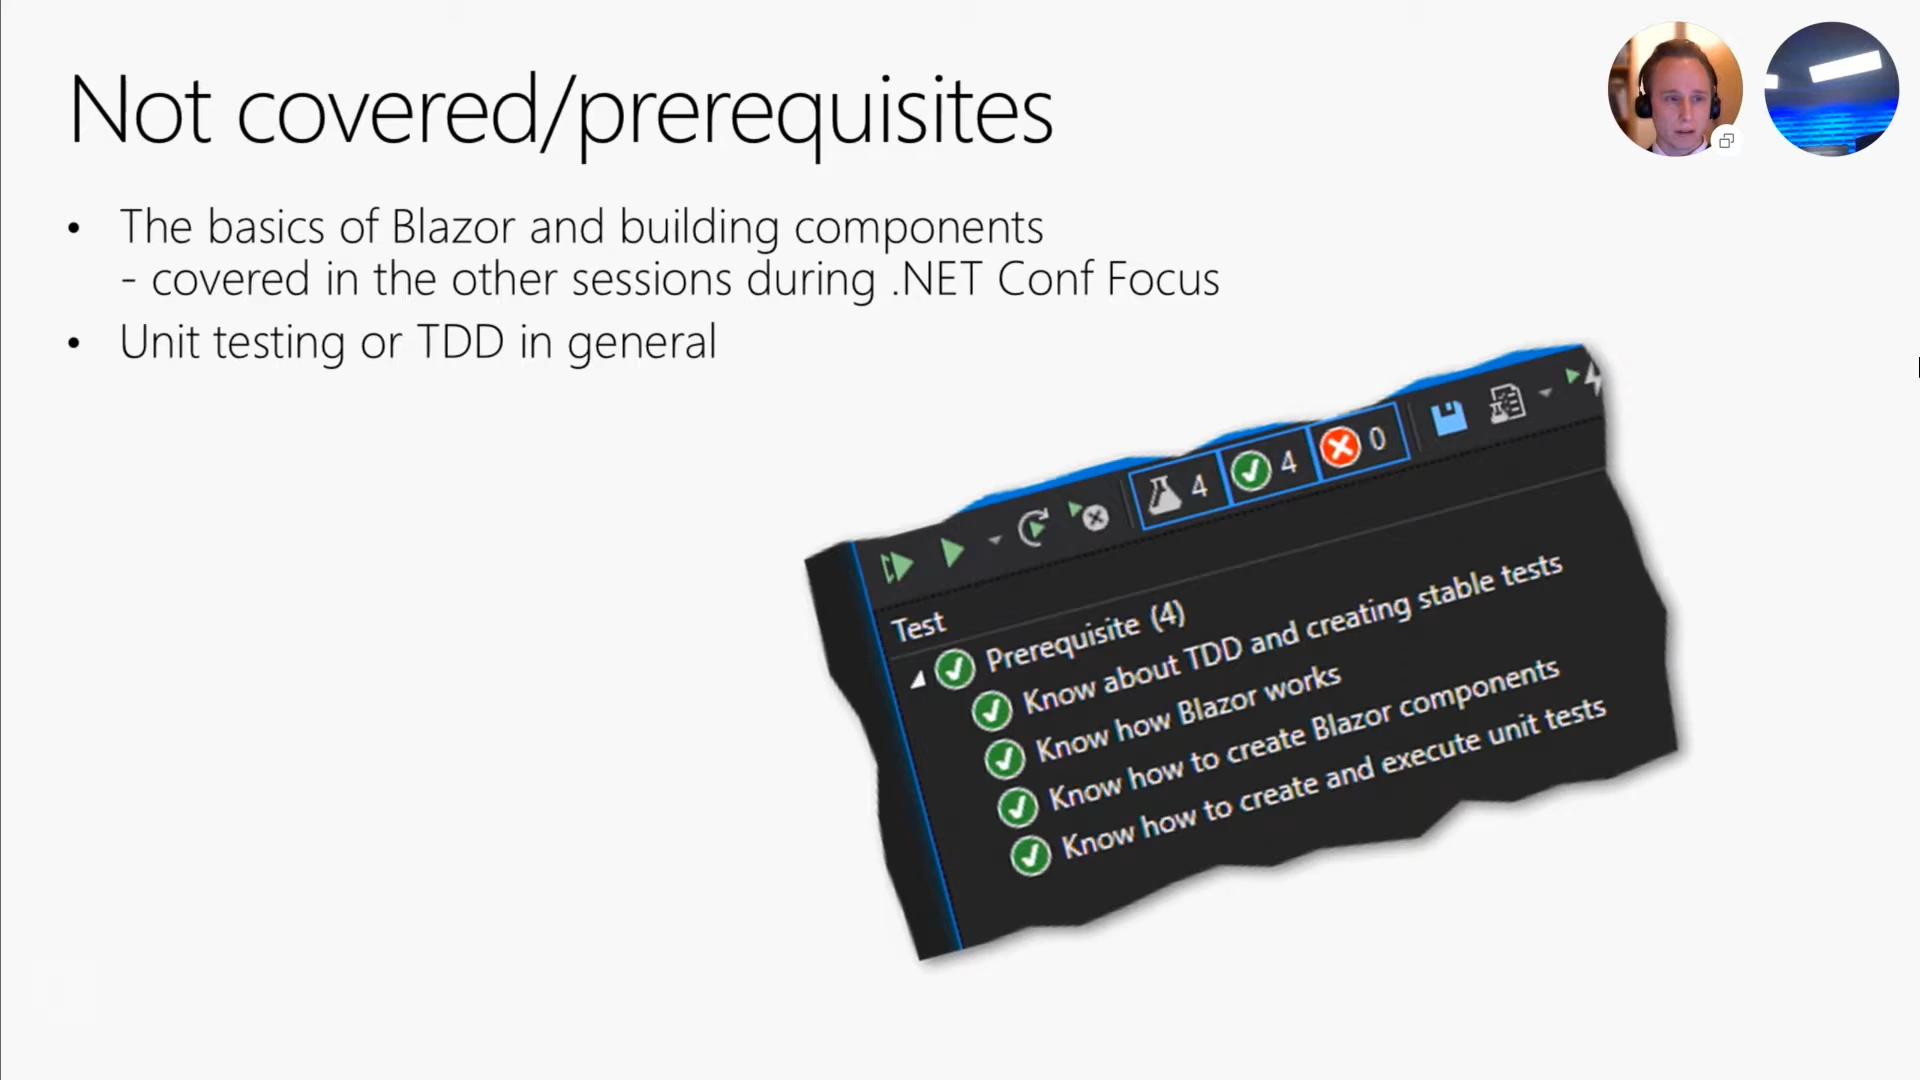 Not covered/prerequisites
• The basics of Blazor and building components
- covered in the other sessions during .NET Conf Focus
• Unit testing or TDD in general
4 4 0
Test
Prerequisite (4)
Know about TDD and creating stable tests
Know how Blazor works
Know how to create Blazor components
Know how to create and execute unit tests